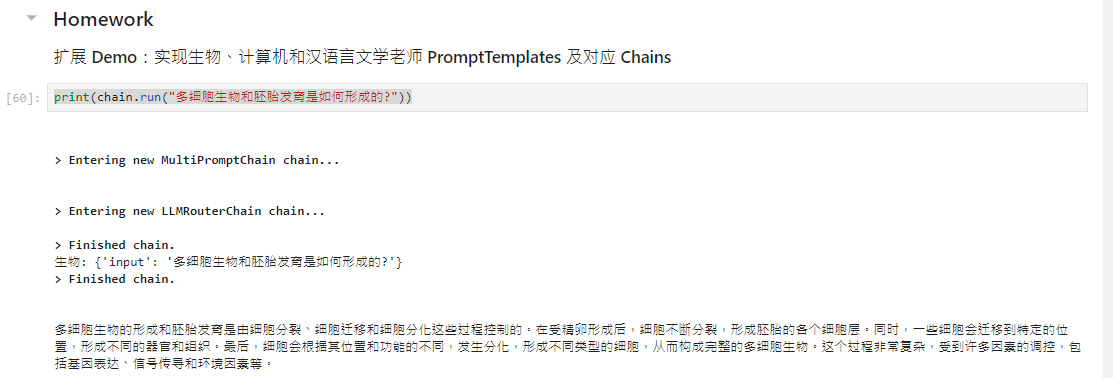 Homework
扩展 Demo：实现生物、计算机和汉语言文学老师 PromptTemplates 及对应 Chains
[60]: print(chain.run("多细胞生物和胚胎发育是如何形成的?"))
> Entering new MultiPromptChain chain...
> Entering new LLMRouterChain chain...
> Finished chain.
生物: {'input': '多细胞生物和胚胎发育是如何形成的?'}
> Finished chain.
多细胞生物的形成和胚胎发育是由细胞分裂、细胞迁移和细胞分化这些过程控制的。在受精卵形成后，细胞不断分裂，形成胚胎的各个细胞层。同时，一些细胞会迁移到特定的位
置，形成不同的器官和组织。最后，细胞会根据其位置和功能的不同，发生分化，形成不同类型的细胞，从而构成完整的多细胞生物。这个过程非常复杂，受到许多因素的调控，包
括基因表达、信号传导和环境因素等。